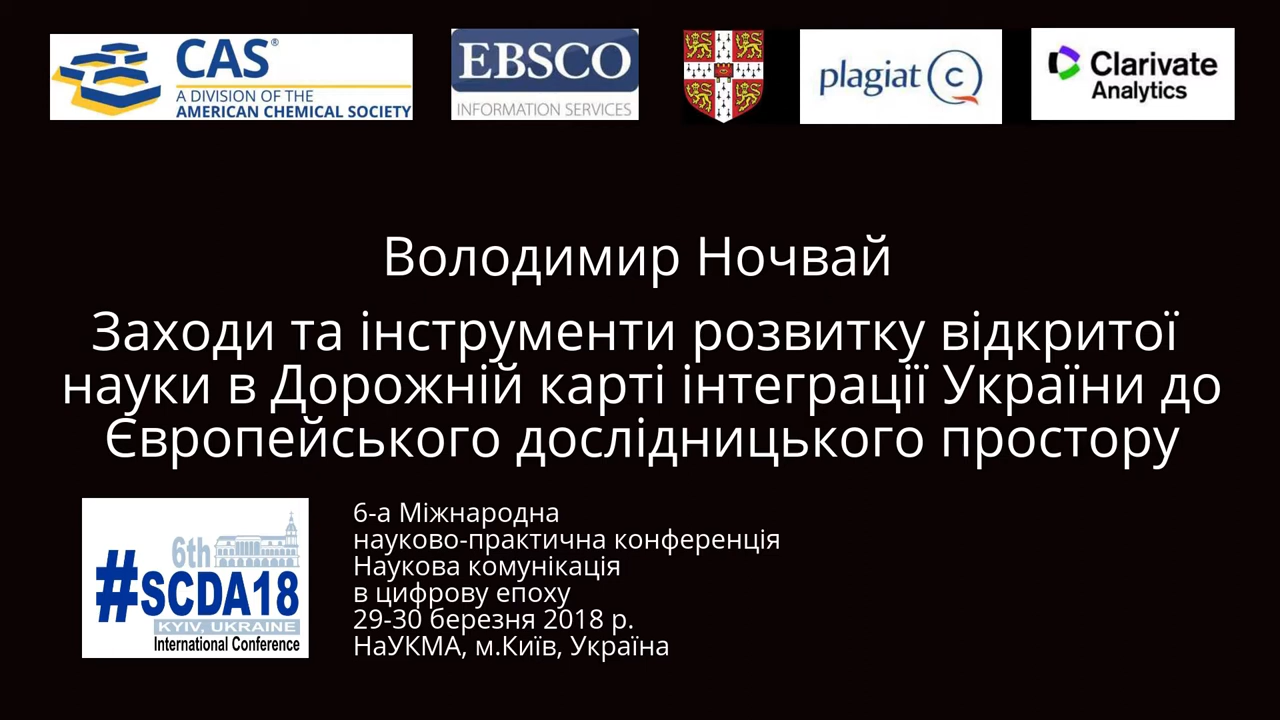 CAS®
A DIVISION OF THE
AMERICAN CHEMICAL SOCIETY
EBSCO
INFORMATION SERVICES
plagiat c
Clarivate
Analytics
Володимир Ночвай
Заходи та інструменти розвитку відкритої
науки в Дорожній карті інтеграції України до
Європейського дослідницького простору
6th
#SCDA18
KYIV, UKRAINE
International Conference
6-а Міжнародна
науково-практична конференція
Наукова комунікація
в цифрову епоху
29-30 березня 2018 р.
НаУКМА, м.Київ, Україна